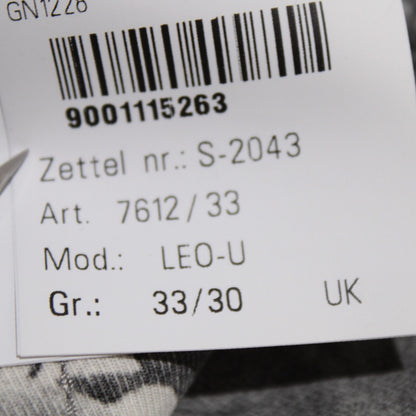 GN1228
9001115263
Zettel nr.: S-2043
Art. 7612/33
Mod.: LEO-U
Gr.: 33/30 UK